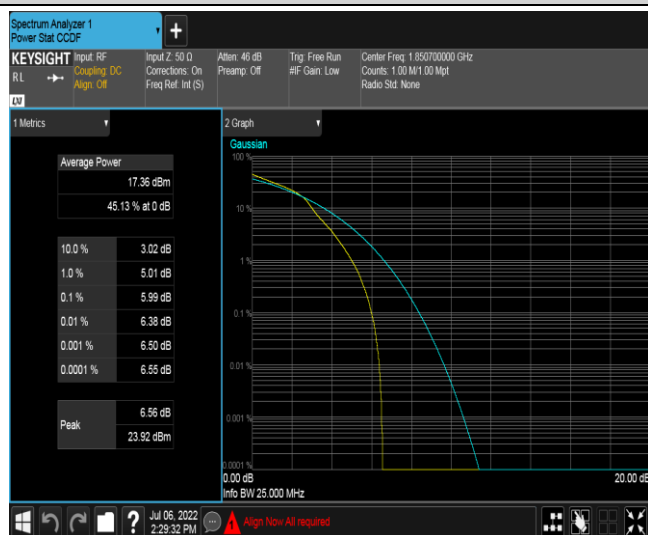 Spectrum Analyzer 1
Power Stat CCDF
+
KEYSIGHT
RL
LXI
Input: RF
Coupling: DC
Align: Off
Input Z: 50 Ω
Corrections: On
Freq Ref: Int (S)
Atten: 46 dB
Preamp: Off
Trig: Free Run
#IF Gain: Low
Center Freq: 1.850700000 GHz
Counts: 1.00 M/1.00 Mpt
Radio Std: None
1 Metrics
Average Power
17.36 dBm
45.13 % at 0 dB
10.0 % 3.02 dB
1.0 % 5.01 dB
0.1 % 5.99 dB
0.01 % 6.38 dB
0.001 % 6.50 dB
0.0001 % 6.55 dB
Peak
6.56 dB
23.92 dBm
2 Graph
Gaussian
100 %
10 %
1 %
0.1 %
0.01 %
0.001 %
0.0001 %
0.00 dB 20.00 dB
Info BW 25.000 MHz
?
Jul 06, 2022
2:29:32 PM
Align Now All required